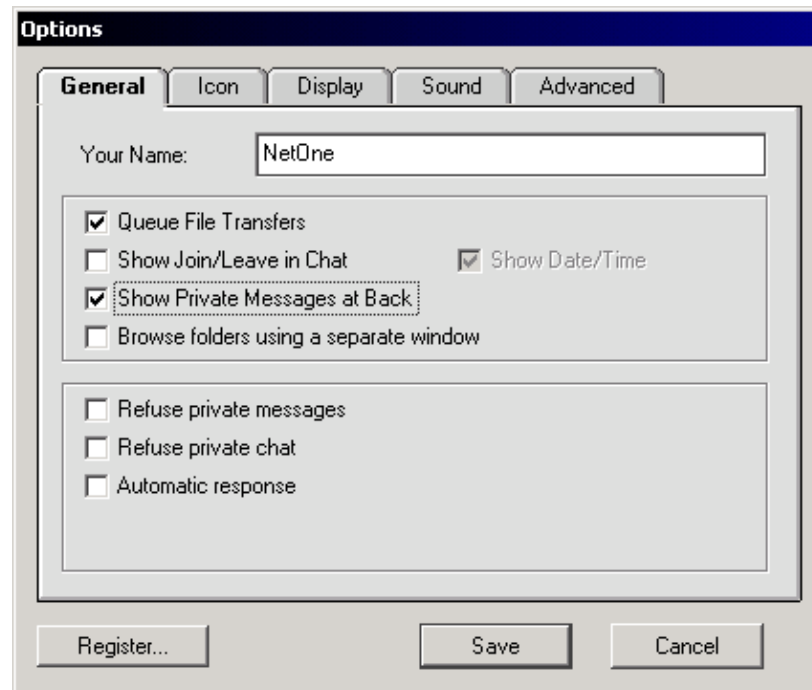 Options
General Icon Display Sound Advanced
Your Name: NetOne
Queue File Transfers
Show Join/Leave in Chat Show Date/Time
Show Private Messages at Back
Browse folders using a separate window
Refuse private messages
Refuse private chat
Automatic response
Register... Save Cancel